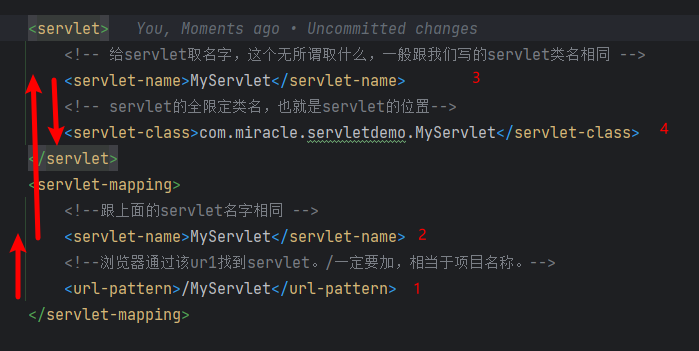 <servlet> You, Moments ago • Uncommitted changes
<!-- 给servlet取名字，这个无所谓取什么，一般跟我们写的servlet类名相同 -->
<servlet-name>MyServlet</servlet-name> 3
<!-- servlet的全限定类名，也就是servlet的位置-->
<servlet-class>com.miracle.servletdemo.MyServlet</servlet-class> 4
</servlet>
<servlet-mapping>
<!--跟上面的servlet名字相同 -->
<servlet-name>MyServlet</servlet-name> 2
<!--浏览器通过该url找到servlet。/一定要加，相当于项目名称。-->
<url-pattern>/MyServlet</url-pattern> 1
</servlet-mapping>